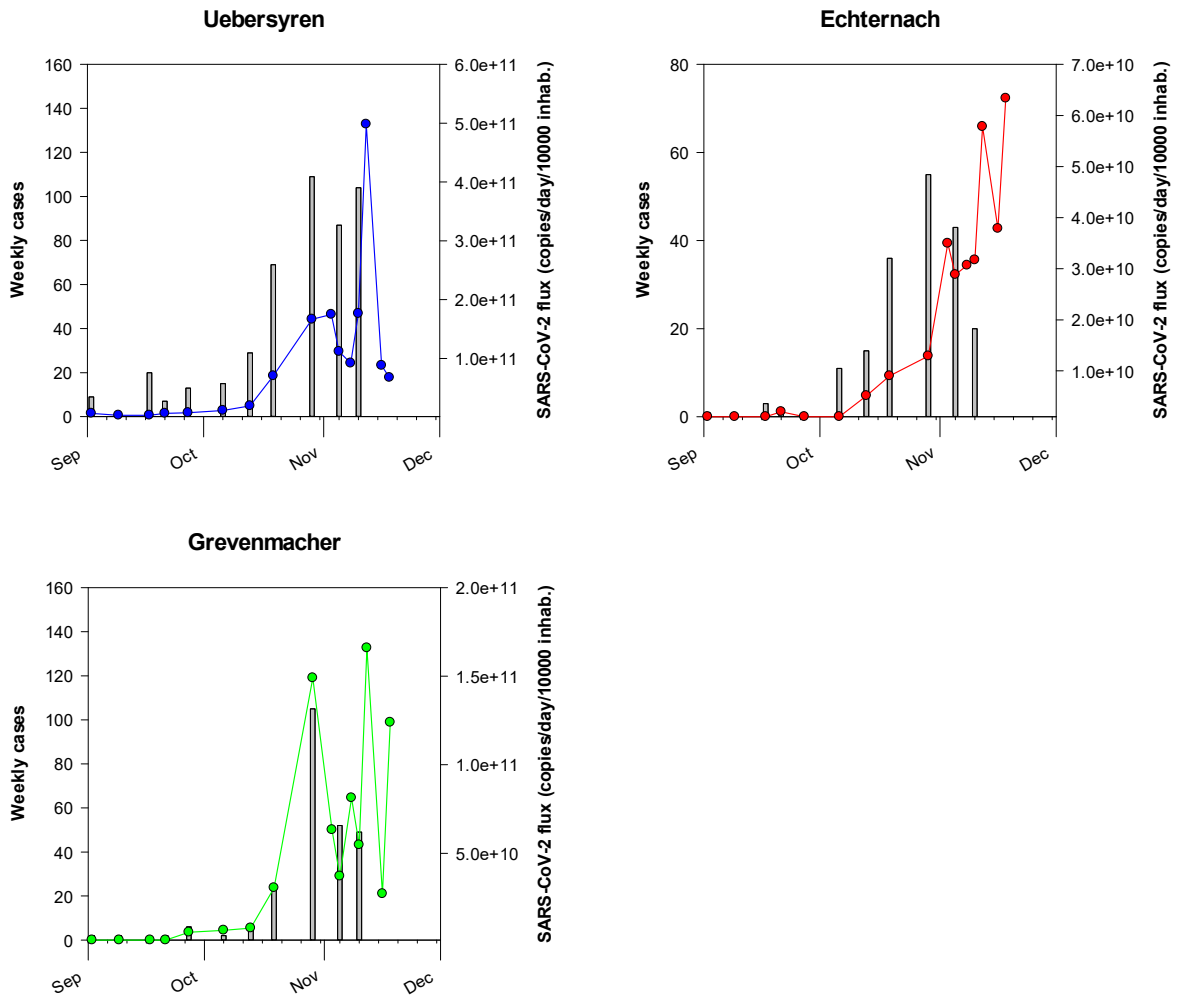 Uebersyren
Weekly cases
160
140
120
100
80
60
40
20
0
6.0e+11
5.0e+11
4.0e+11
3.0e+11
2.0e+11
1.0e+11
SARS-CoV-2 flux (copies/day/10000 inhab.)
Sep
Oct
Nov
Dec
Echternach
Weekly cases
80
60
40
20
0
7.0e+10
6.0e+10
5.0e+10
4.0e+10
3.0e+10
2.0e+10
1.0e+10
SARS-CoV-2 flux (copies/day/10000 inhab.)
Sep
Oct
Nov
Dec
Grevenmacher
Weekly cases
160
140
120
100
80
60
40
20
0
2.0e+11
1.5e+11
1.0e+11
5.0e+10
SARS-CoV-2 flux (copies/day/10000 inhab.)
Sep
Oct
Nov
Dec